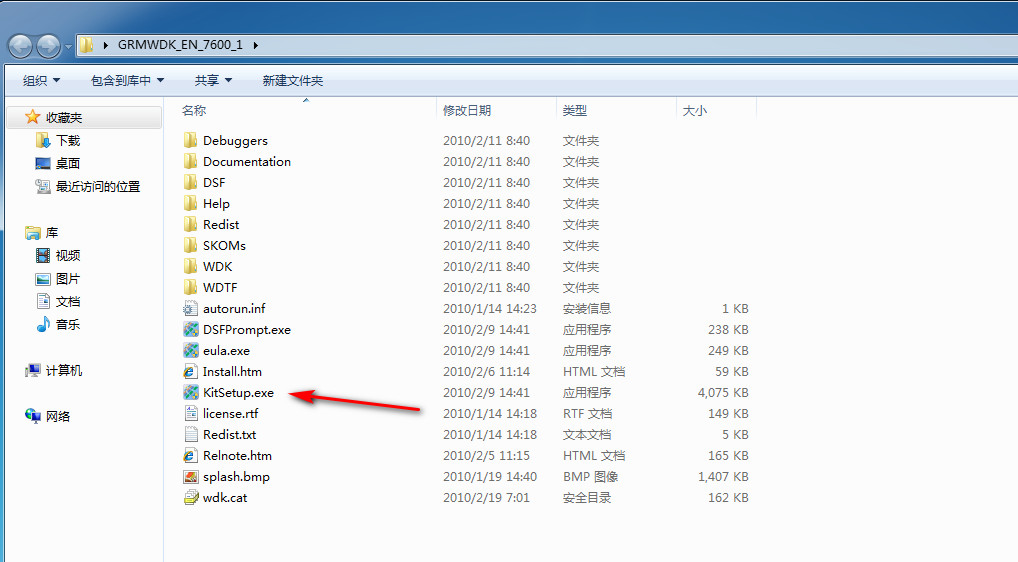 GRMWDK_EN_7600_1
组织 包含到库中 共享 新建文件夹
收藏夹
下载
桌面
最近访问的位置
库
视频
图片
文档
音乐
计算机
网络
名称 修改日期 类型 大小
Debuggers 2010/2/11 8:40 文件夹
Documentation 2010/2/11 8:40 文件夹
DSF 2010/2/11 8:40 文件夹
Help 2010/2/11 8:40 文件夹
Redist 2010/2/11 8:40 文件夹
SKOMs 2010/2/11 8:40 文件夹
WDK 2010/2/11 8:40 文件夹
WDTF 2010/2/11 8:40 文件夹
autorun.inf 2010/1/14 14:23 安装信息 1 KB
DSFPrompt.exe 2010/2/9 14:41 应用程序 238 KB
eula.exe 2010/2/9 14:41 应用程序 249 KB
Install.htm 2010/2/6 11:14 HTML 文档 59 KB
KitSetup.exe 2010/2/9 14:41 应用程序 4,075 KB
license.rtf 2010/1/14 14:18 RTF 文档 149 KB
Redist.txt 2010/1/14 14:18 文本文档 5 KB
Relnote.htm 2010/2/5 11:15 HTML 文档 165 KB
splash.bmp 2010/1/19 14:40 BMP 图像 1,407 KB
wdk.cat 2010/2/19 7:01 安全目录 162 KB